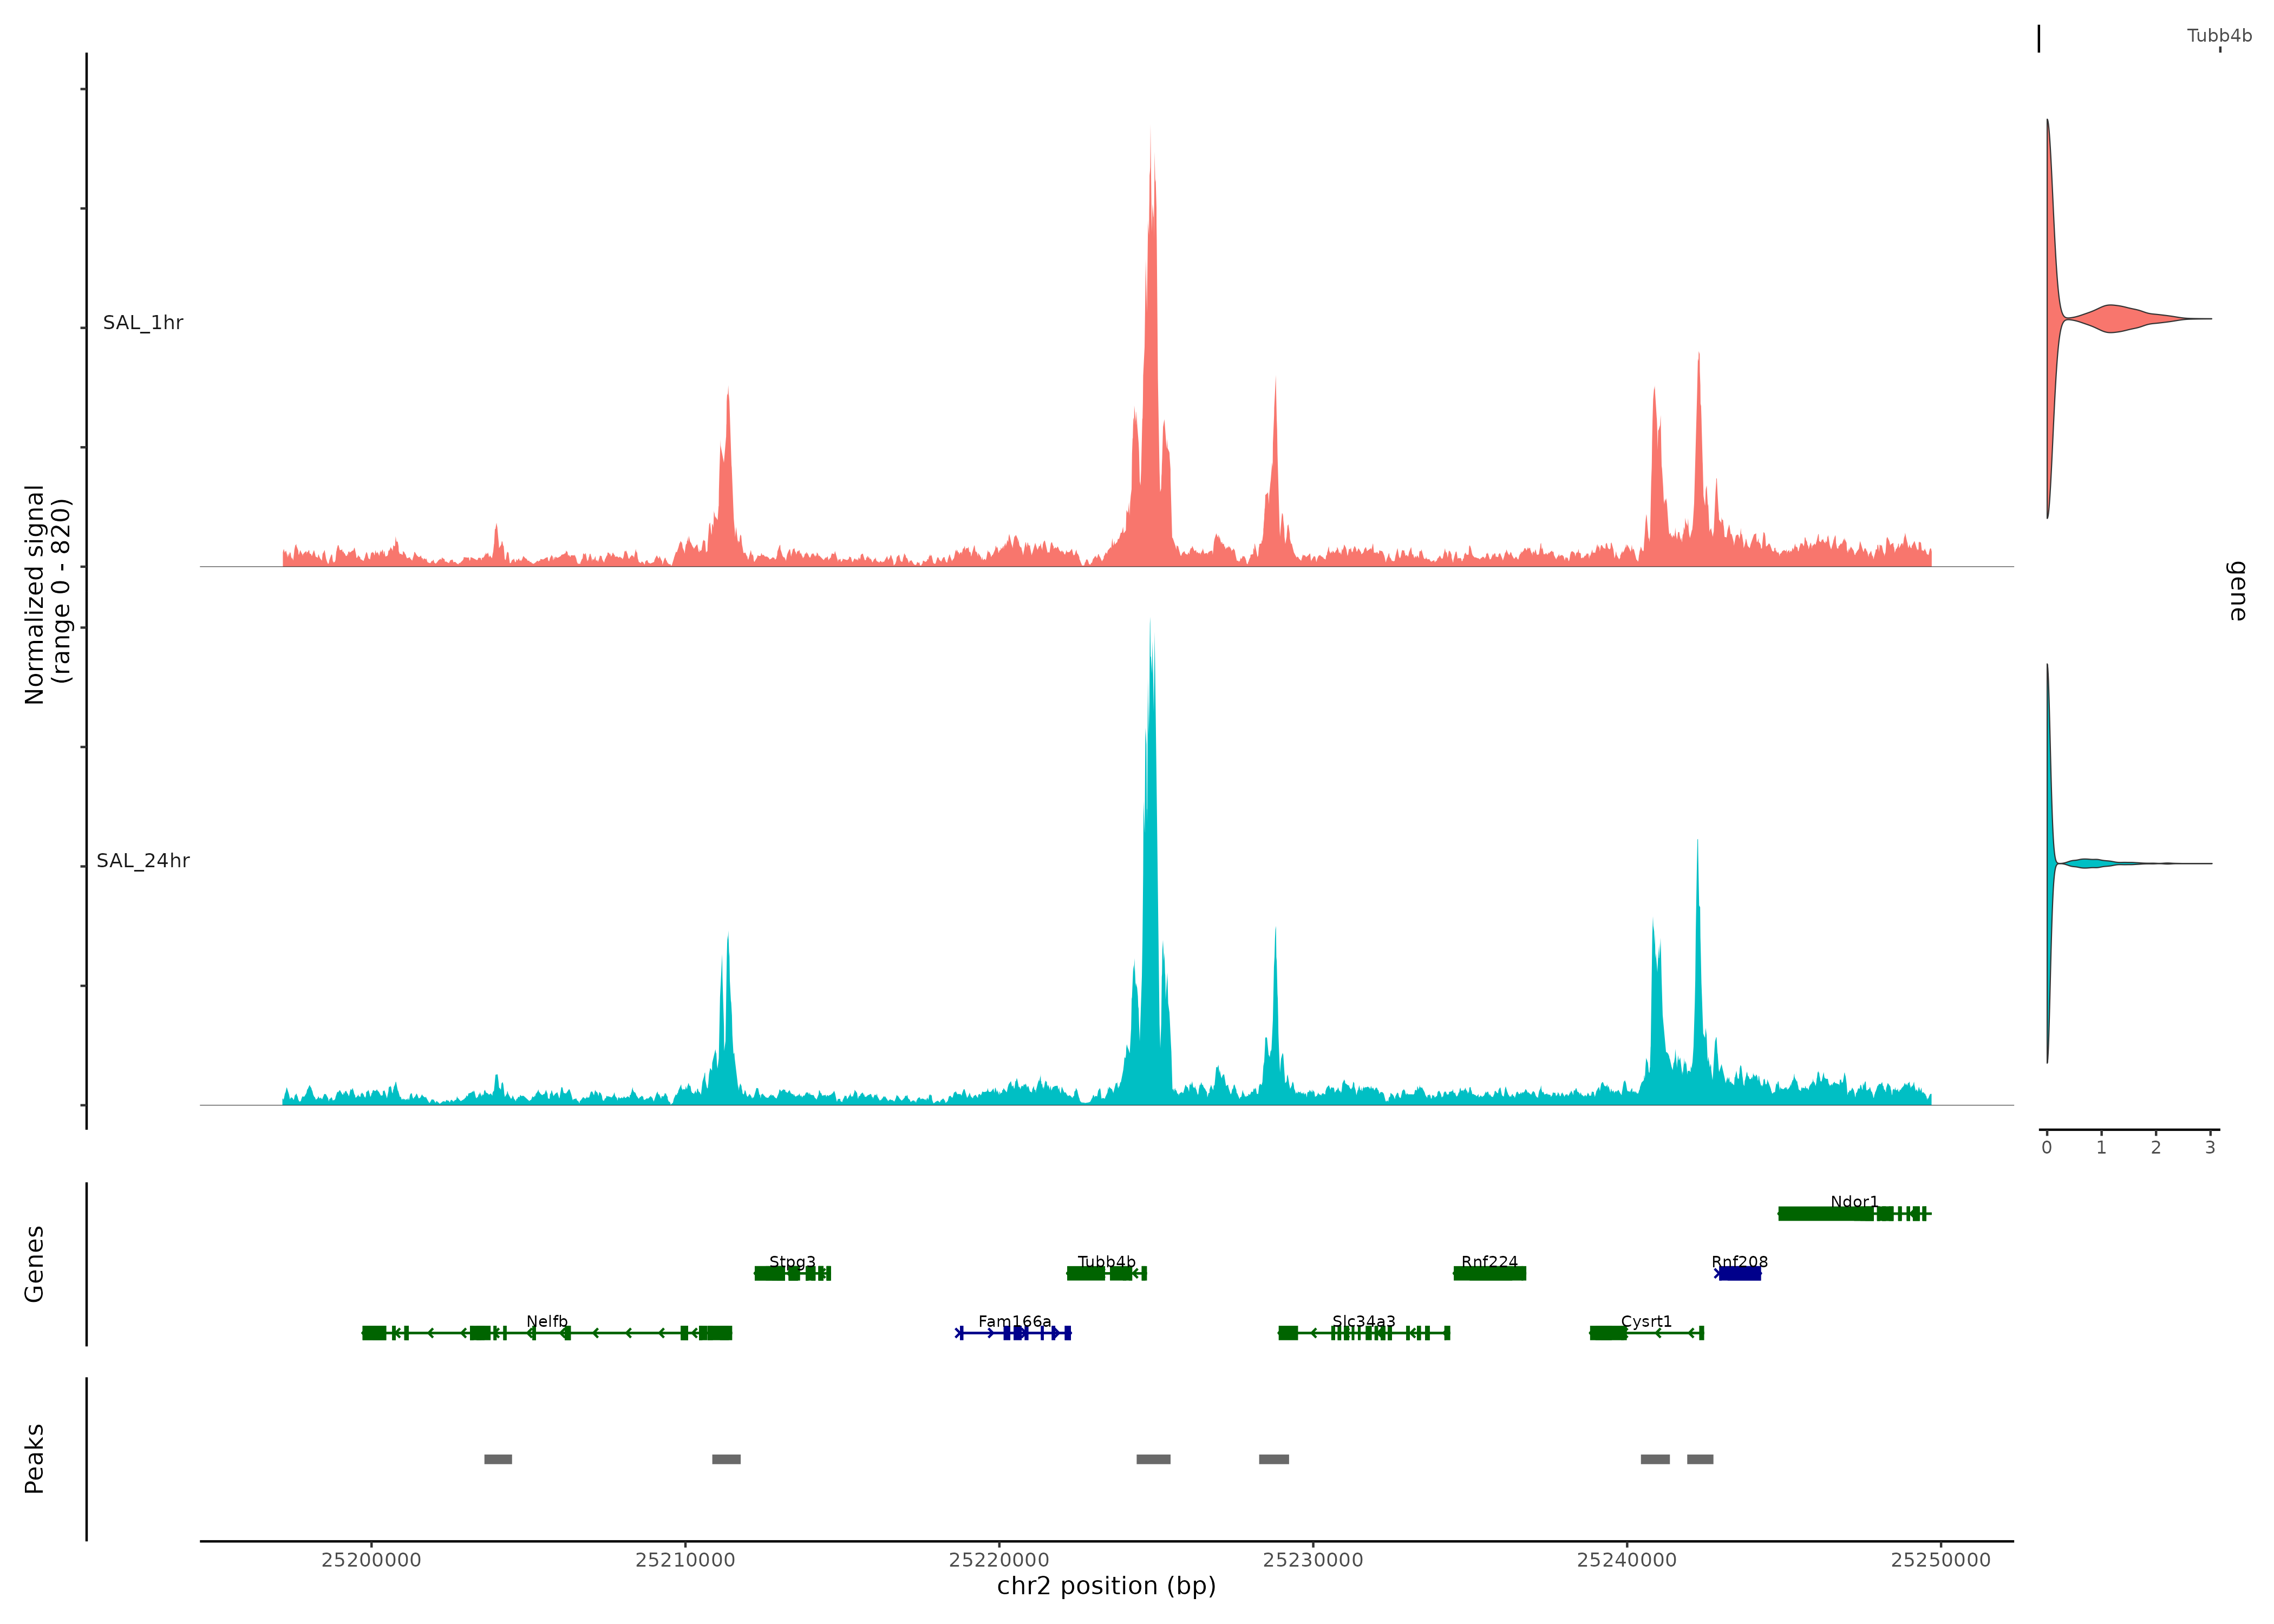 Tubb4b
Normalized signal
(range 0 - 820)
SAL_1hr
SAL_24hr
gene
0 1 2 3
Genes
Ndor1
Stpg3 Tubb4b Rnf224 Rnf208
Nelfb Fam166a Slc34a3 Cysrt1
Peaks
25200000 25210000 25220000 25230000 25240000 25250000
chr2 position (bp)